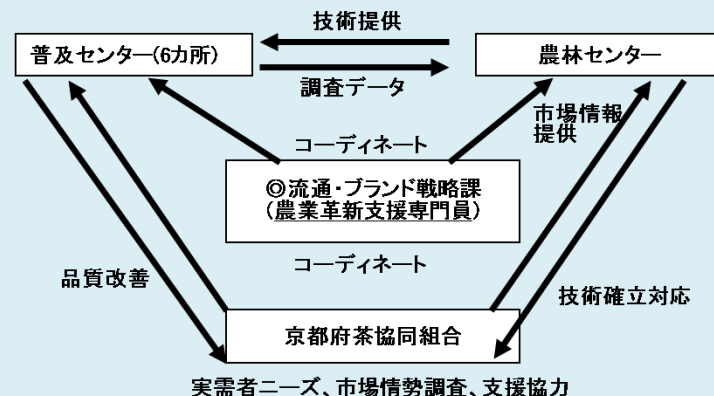 技術提供
普及センター(6カ所)
農林センター
調査データ
市場情報
提供
コーディネート
◎流通・ブランド戦略課
(農業革新支援専門員)
コーディネート
品質改善
技術確立対応
京都府茶協同組合
実需者ニーズ、市場情勢調査、支援協力